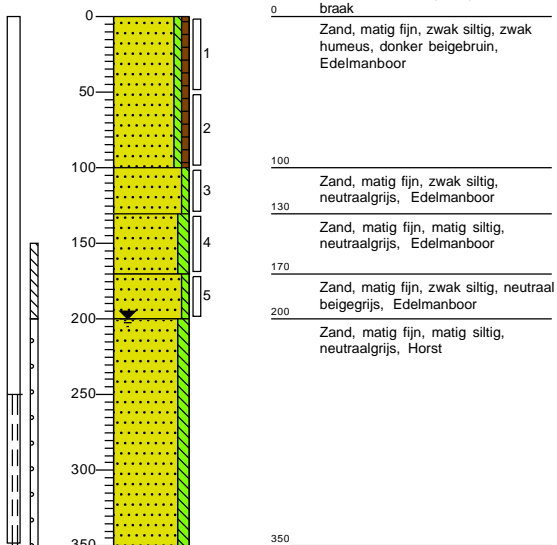 braak
0
0
Zand, matig fijn, zwak siltig, zwak
humeus, donker beigebruin,
Edelmanboor
1
50
2
100
100
Zand, matig fijn, zwak siltig,
neutraalgrijs, Edelmanboor
3
130
Zand, matig fijn, matig siltig,
neutraalgrijs, Edelmanboor
4
150
170
Zand, matig fijn, zwak siltig, neutraal
beigegrijs, Edelmanboor
5
200
200
Zand, matig fijn, matig siltig,
neutraalgrijs, Horst
250
300
350
350